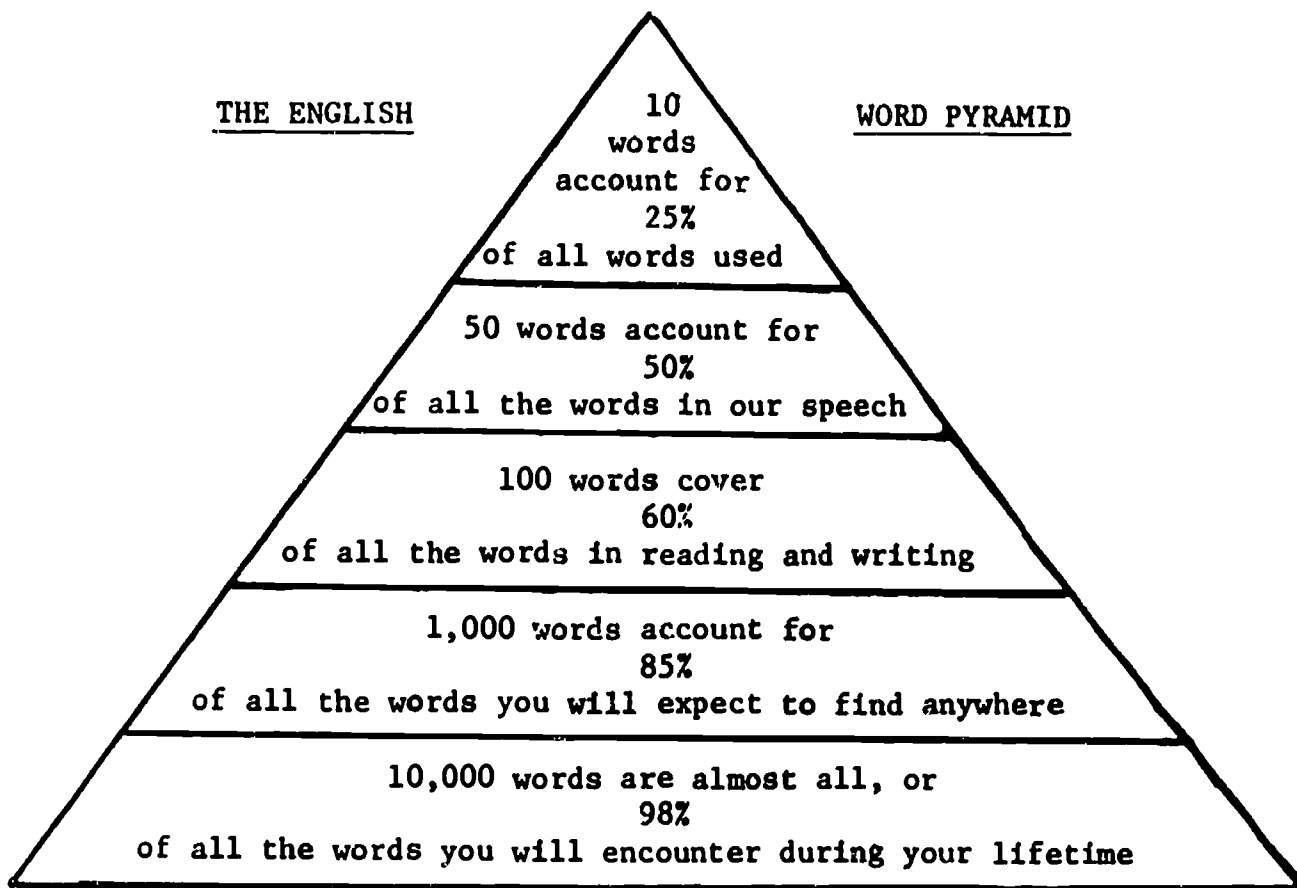 THE ENGLISH WORD PYRAMID
10
words
account for
25%
of all words used
50 words account for
50%
of all the words in our speech
100 words cover
60%
of all the words in reading and writing
1,000 words account for
85%
of all the words you will expect to find anywhere
10,000 words are almost all, or
98%
of all the words you will encounter during your lifetime